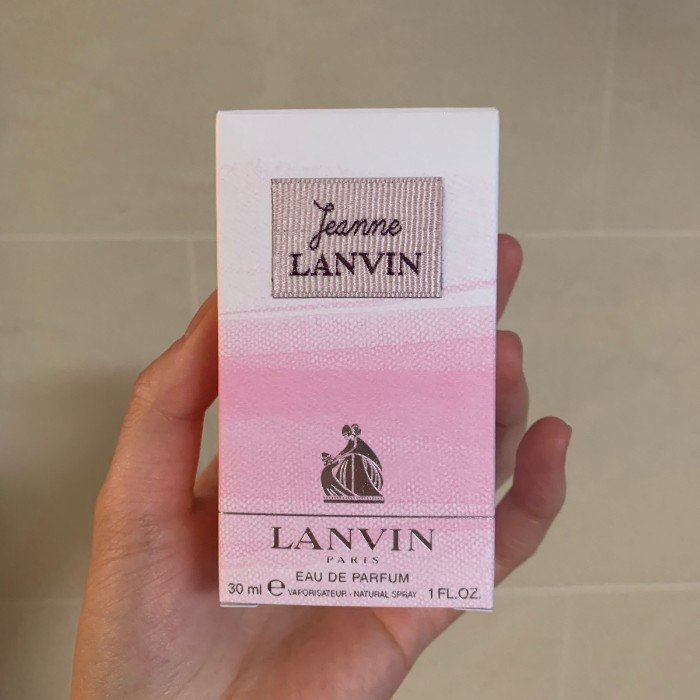 Jeanne
LANVIN
LANVIN
PARIS
EAU DE PARFUM
30 ml ℮ VAPORISATEUR - NATURAL SPRAY 1 FL.OZ.